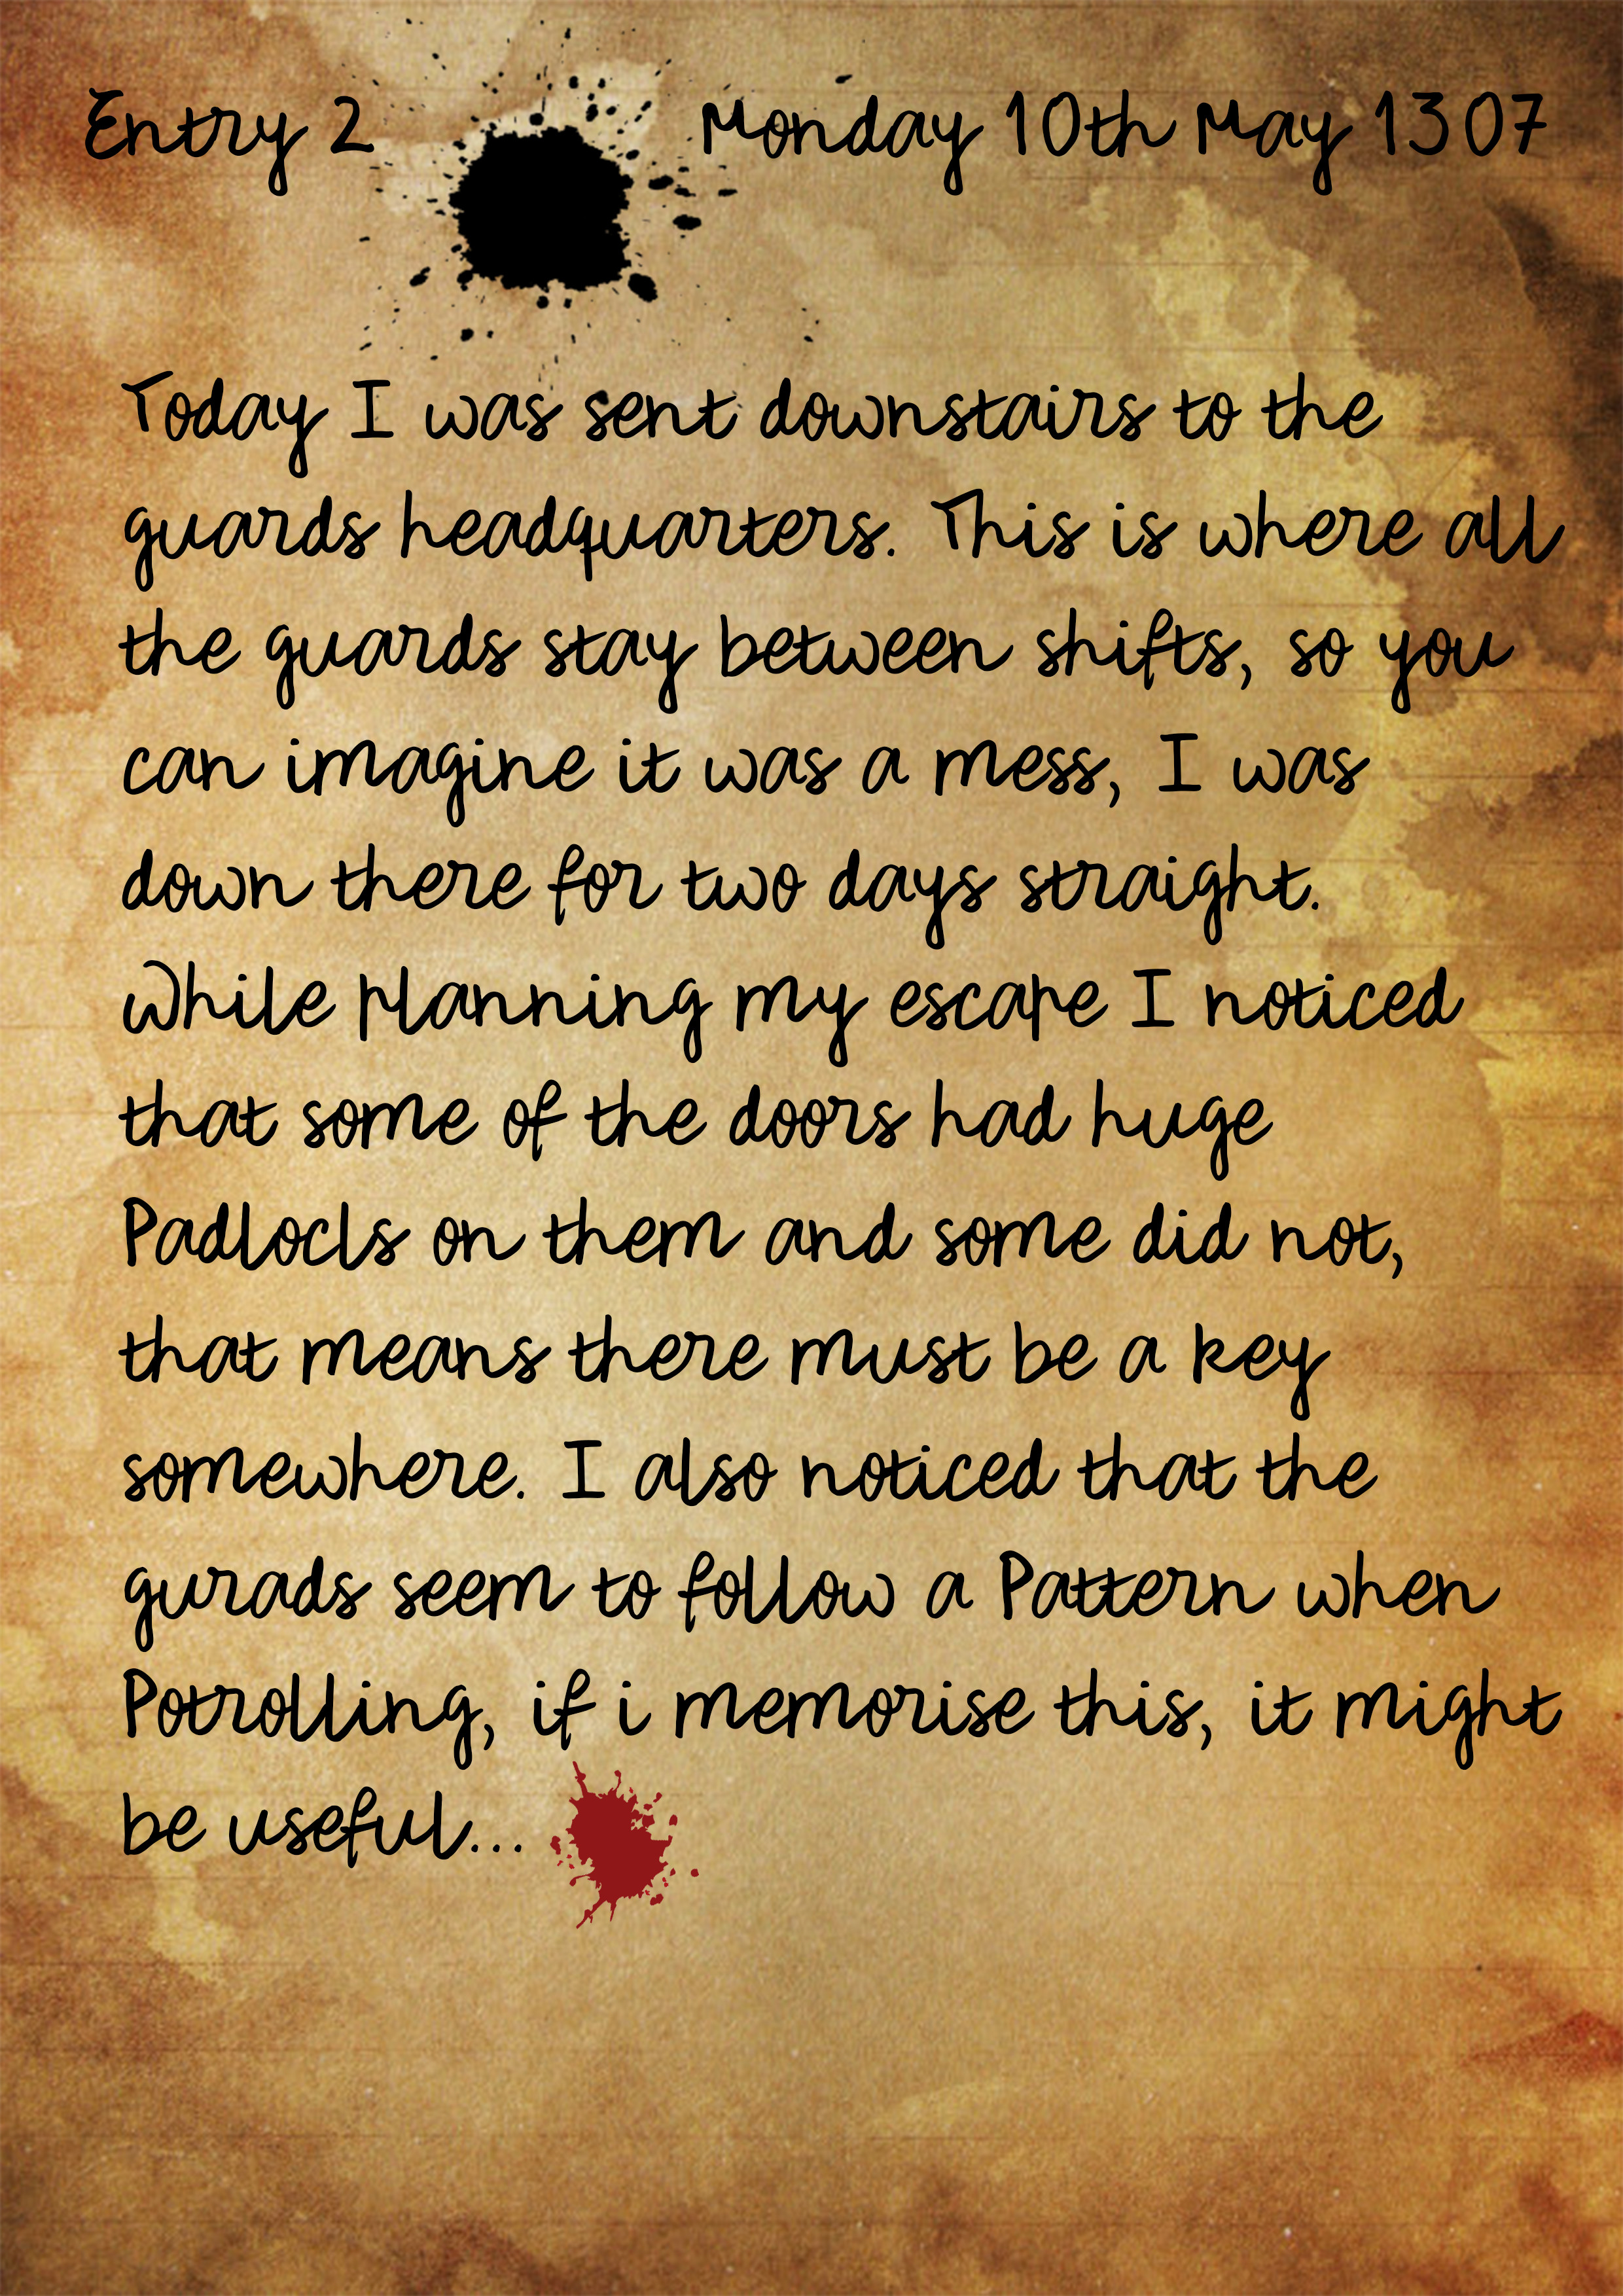 Entry 2 Monday 10th May 1307
Today I was sent downstairs to the
guards headquarters. This is where all
the guards stay between shifts, so you
can imagine it was a mess, I was
down there for two days straight.
While planning my escape I noticed
that some of the doors had huge
Padlocls on them and some did not,
that means there must be a key
somewhere. I also noticed that the
gurads seem to follow a Pattern when
Potrolling, if i memorise this, it might
be useful...